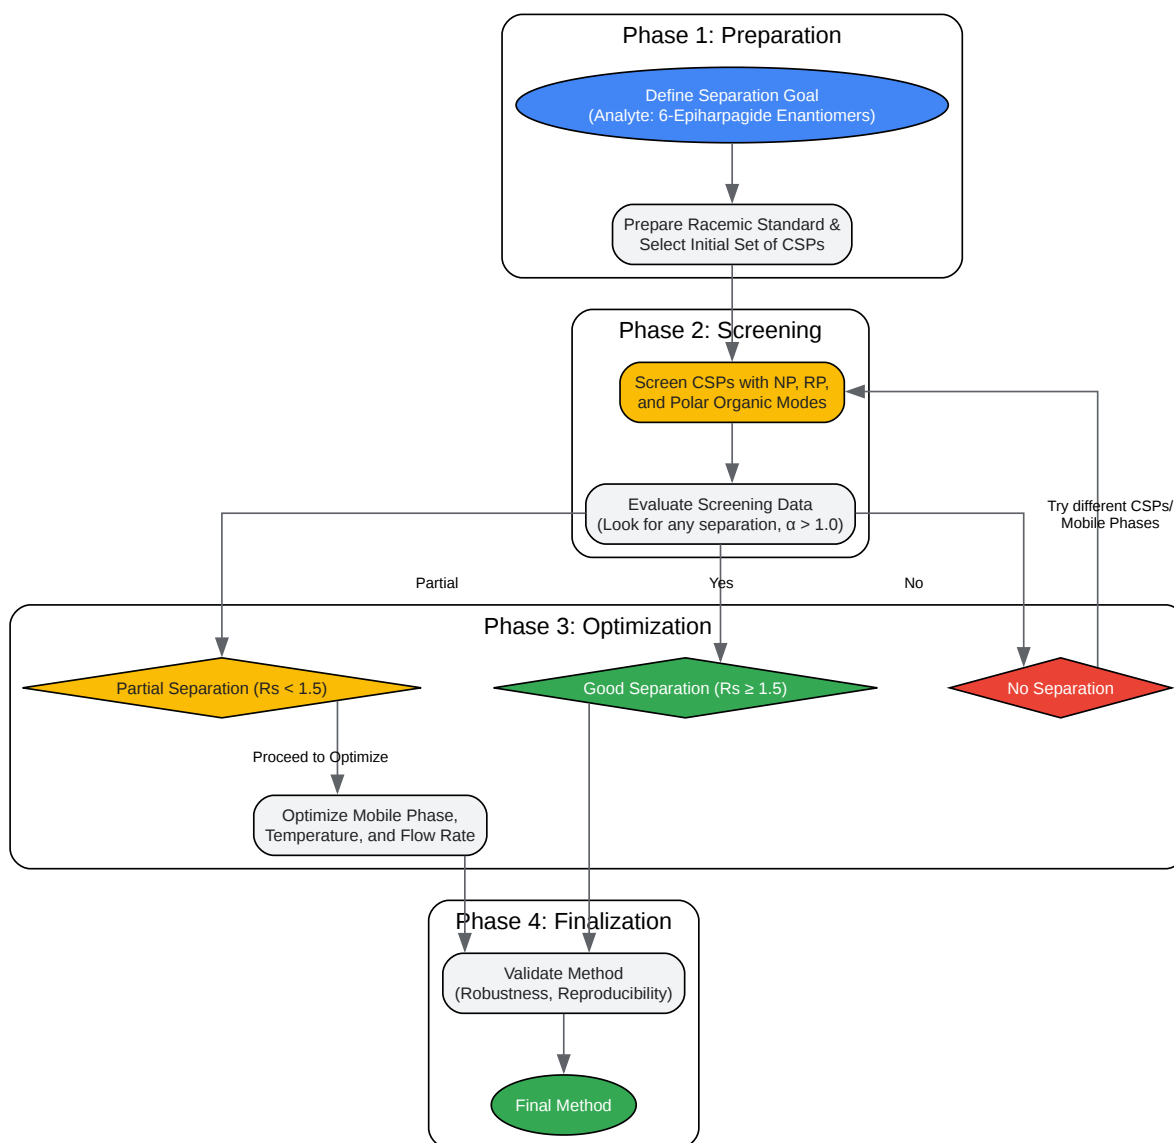 Phase 1: Preparation
Define Separation Goal
(Analyte: 6-Epiharpagide Enantiomers)
Prepare Racemic Standard &
Select Initial Set of CSPs
Phase 2: Screening
Screen CSPs with NP, RP,
and Polar Organic Modes
Evaluate Screening Data
(Look for any separation, α > 1.0)
Try different CSPs/
Mobile Phases
Partial
Yes
No
Phase 3: Optimization
Partial Separation (Rs < 1.5)
Good Separation (Rs ≥ 1.5)
No Separation
Proceed to Optimize
Optimize Mobile Phase,
Temperature, and Flow Rate
Phase 4: Finalization
Validate Method
(Robustness, Reproducibility)
Final Method